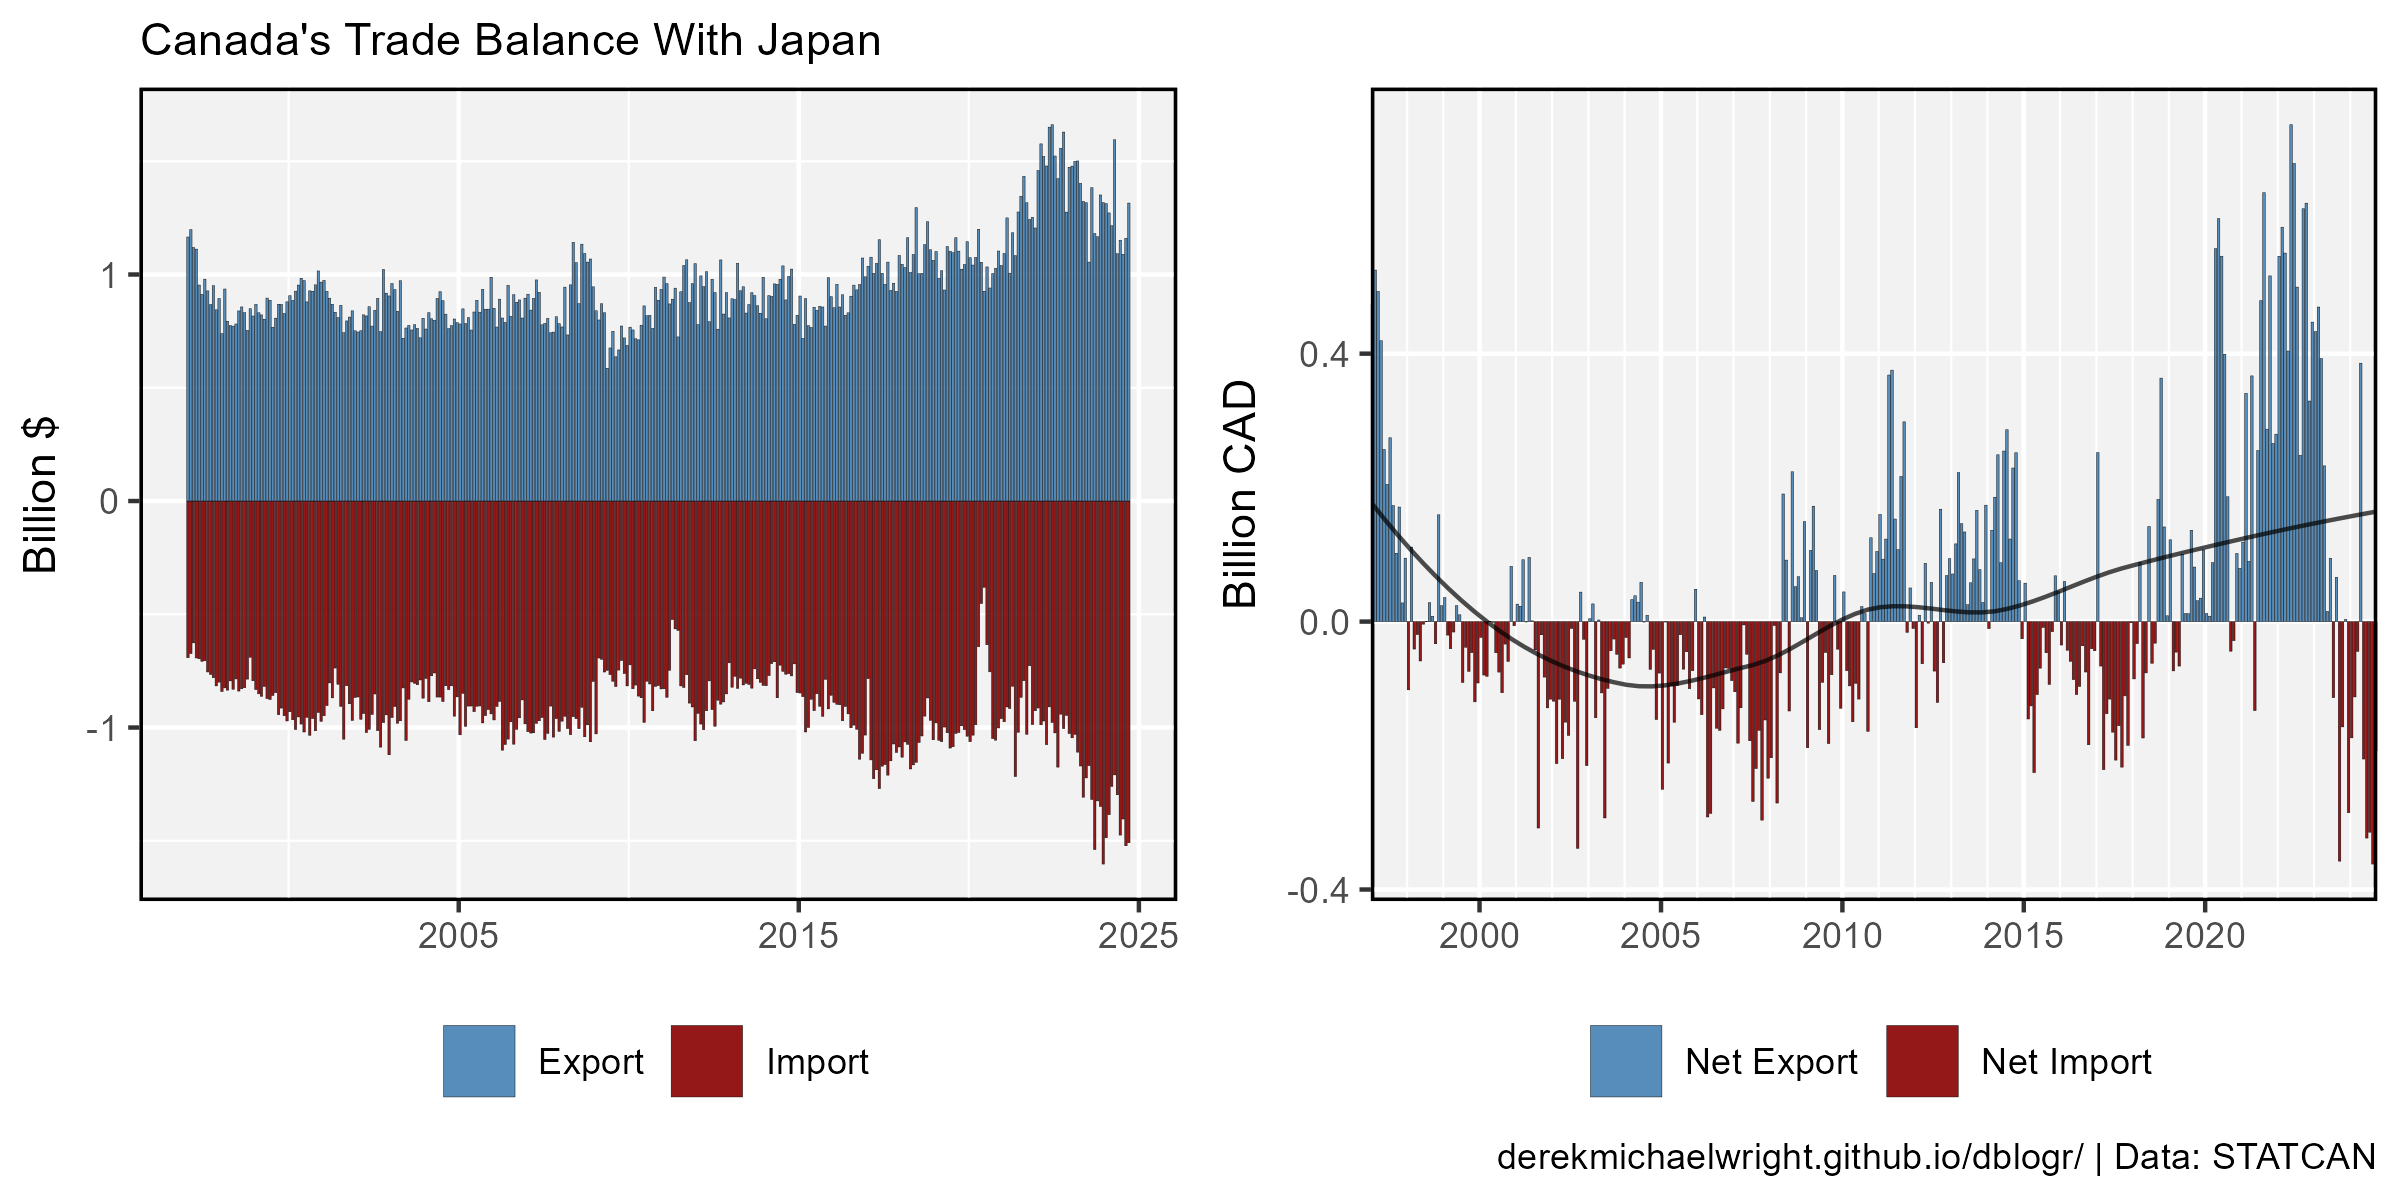 Canada's Trade Balance With Japan
Billion $
1
0
-1
2005
2015
2025
Export
Import
Billion CAD
0.4
0.0
-0.4
2000
2005
2010
2015
2020
Net Export
Net Import
derekmichaelwright.github.io/dblogr/ | Data: STATCAN